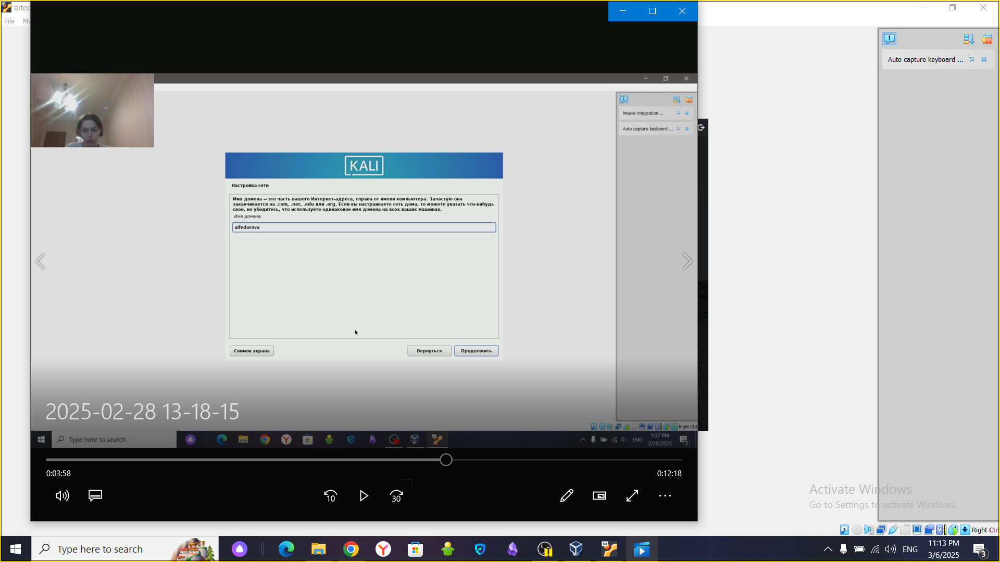 aifed
File Ma
Auto capture keyboard ...
Mouse integration ...
Auto capture keyboard ...
KALI
Настройка сети
Имя домена -- это часть вашего Интернет-адреса, справа от имени компьютера. Зачастую она
заканчивается на .com, .net, .edu или .org. Если вы настраиваете сеть дома, то можете указать что-нибудь
своё, но убедитесь, что используете одинаковое имя домена на всех ваших машинах.
Имя домена:
aifedorova
Снимок экрана Вернуться Продолжить
2025-02-28 13-18-15
Right Ctrl
Type here to search
ENG
1:37 PM
2/28/2025
3
0:03:58 0:12:18
10 30
Activate Windows
Go to Settings to activate Windows.
Right Ctr
Type here to search
64
ENG
11:13 PM
3/6/2025
3